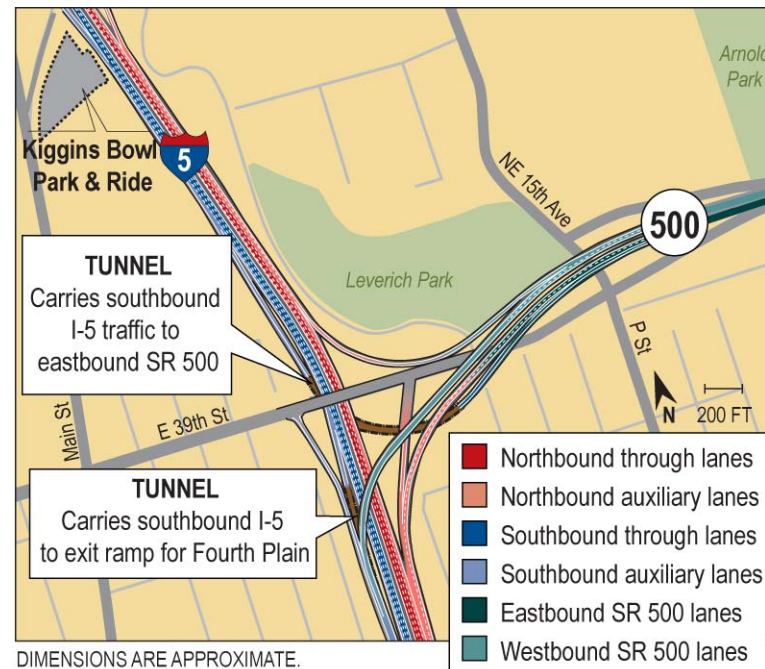 Arnold
Park
Kiggins Bowl
Park & Ride
5
NE 15th Ave
500
TUNNEL
Carries southbound
I-5 traffic to
eastbound SR 500
Leverich Park
P St
Main St
E 39th St
N
200 FT
TUNNEL
Carries southbound I-5
to exit ramp for Fourth Plain
Northbound through lanes
Northbound auxiliary lanes
Southbound through lanes
Southbound auxiliary lanes
Eastbound SR 500 lanes
Westbound SR 500 lanes
DIMENSIONS ARE APPROXIMATE.